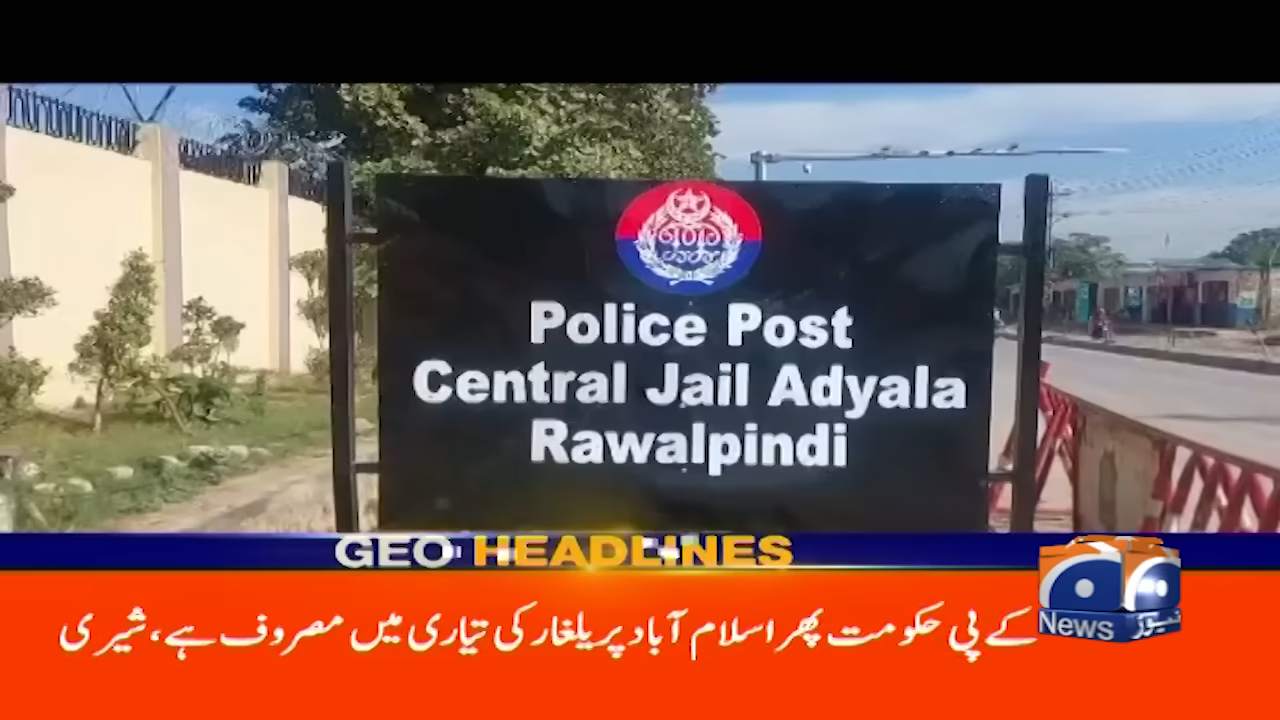 Police Post
Central Jail Adyala
Rawalpindi
GEO HEADLINES
کے پی حکومت پھر اسلام آباد پر یلغار کی تیاری میں مصروف ہے، شیری
News نیوز